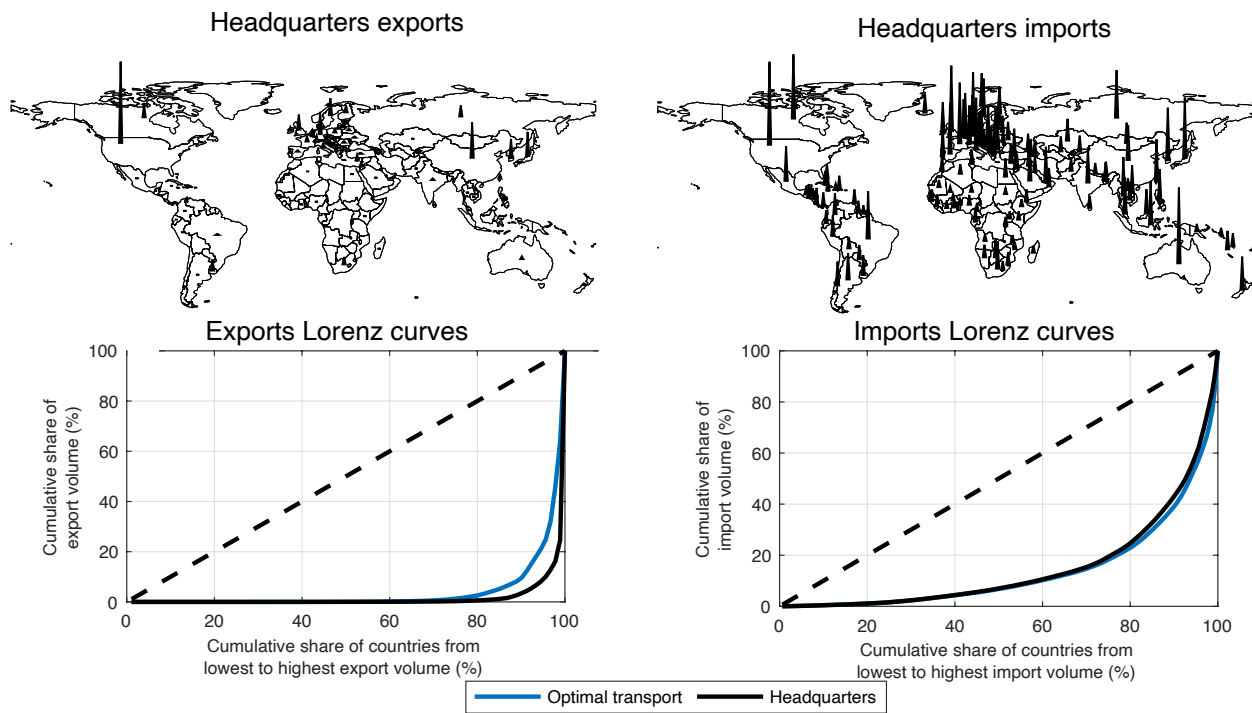 Headquarters exports
Headquarters imports
Exports Lorenz curves
100
80
60
40
20
0
Cumulative share of
export volume (%)
0
20
40
60
80
100
Cumulative share of countries from
lowest to highest export volume (%)
Imports Lorenz curves
100
80
60
40
20
0
Cumulative share of
import volume (%)
0
20
40
60
80
100
Cumulative share of countries from
lowest to highest import volume (%)
Optimal transport
Headquarters